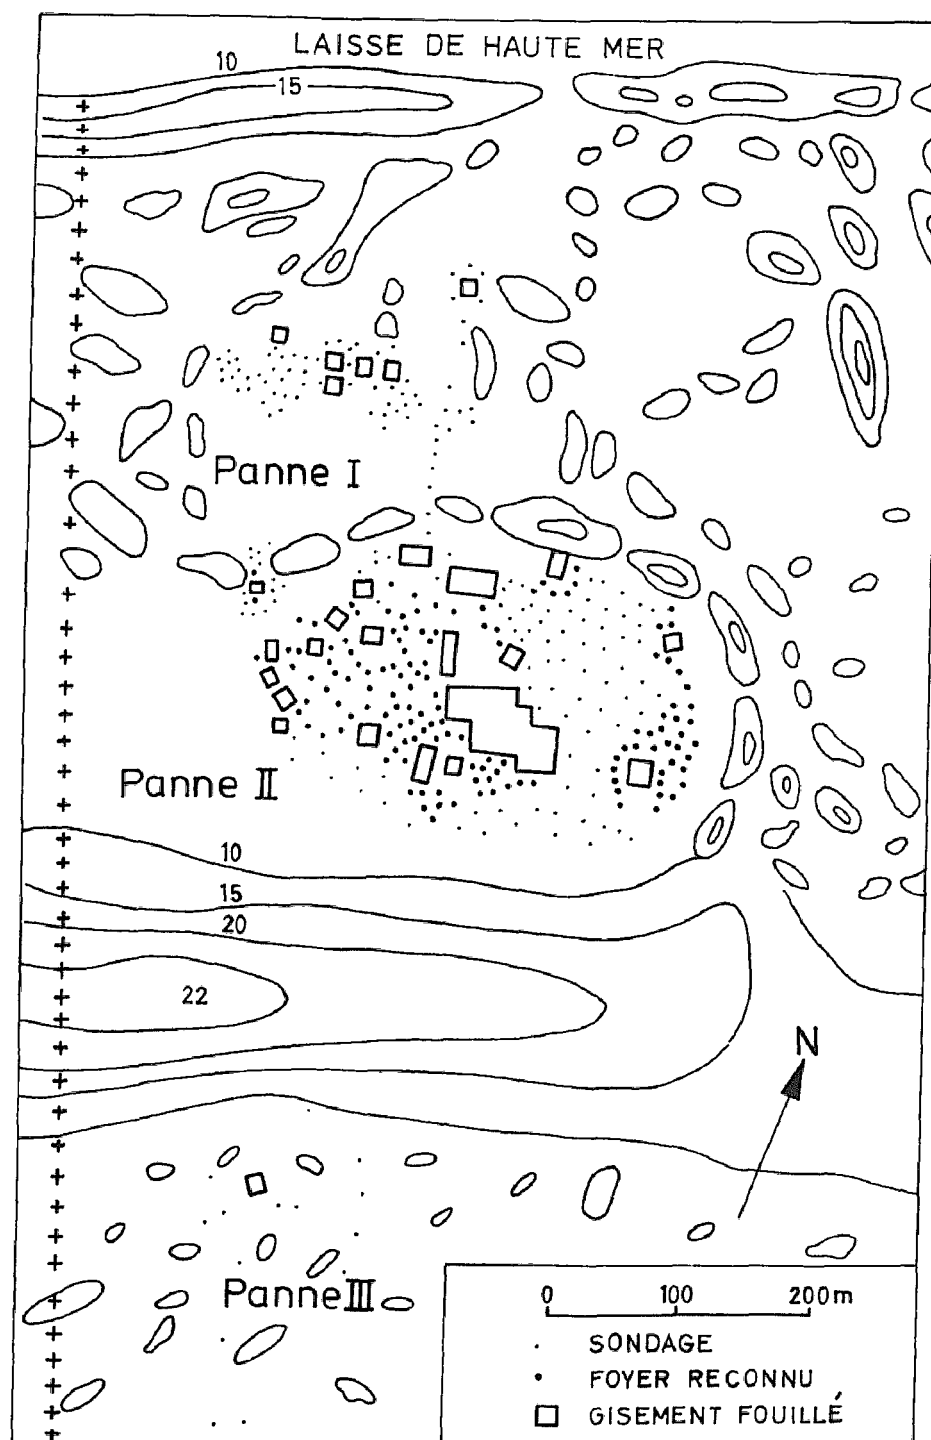 LAISSE DE HAUTE MER
10
15
Panne I
Panne II
10
15
20
22
N
Panne III
0 100 200m
SONDAGE
FOYER RECONNU
GISEMENT FOUILLÉ